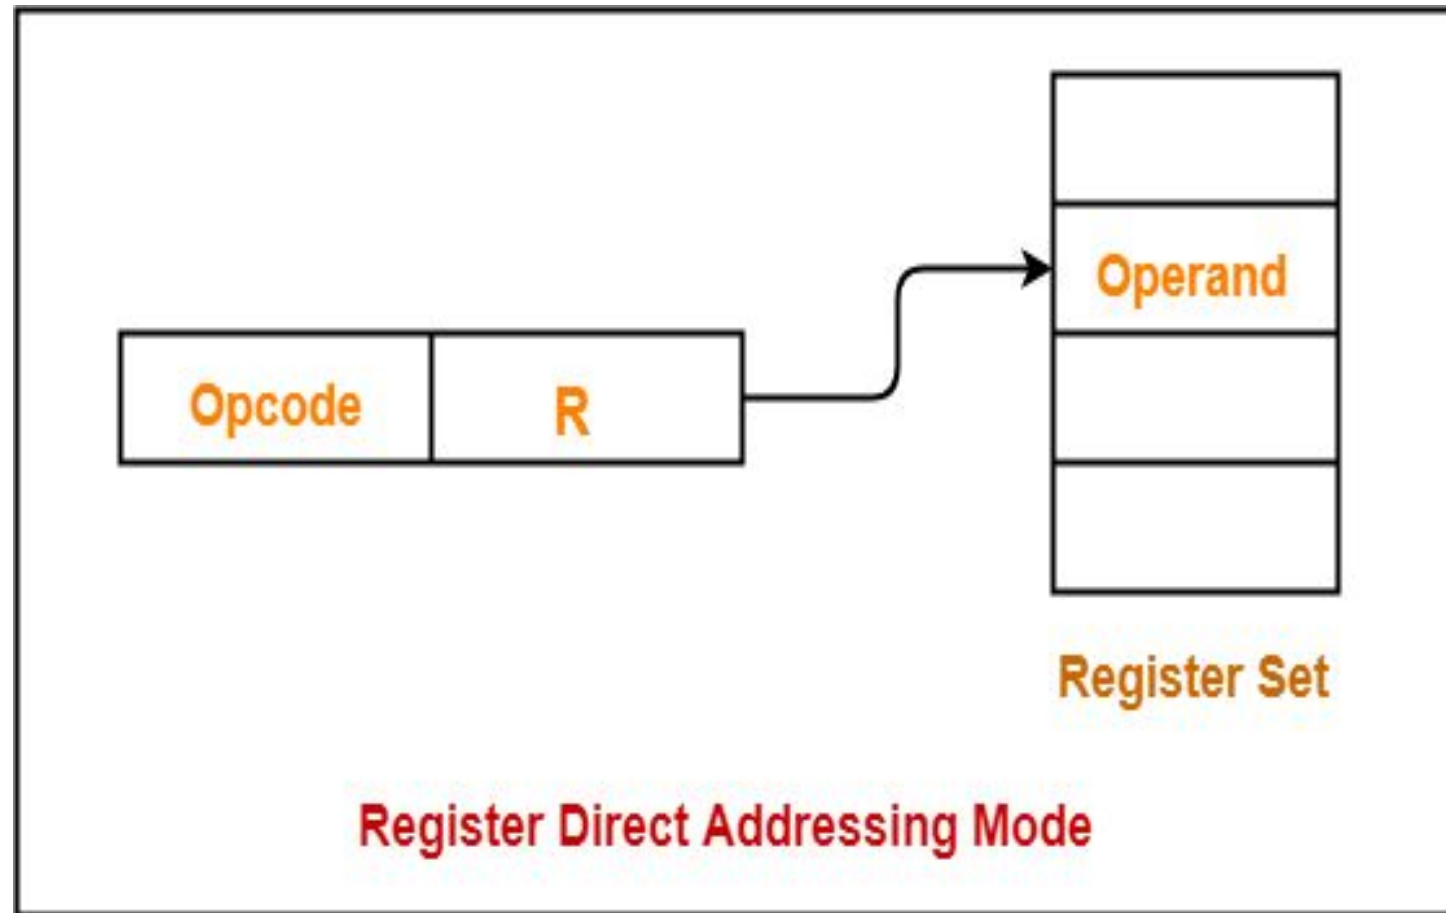 Operand
Opcode
R
Register Set
Register Direct Addressing Mode